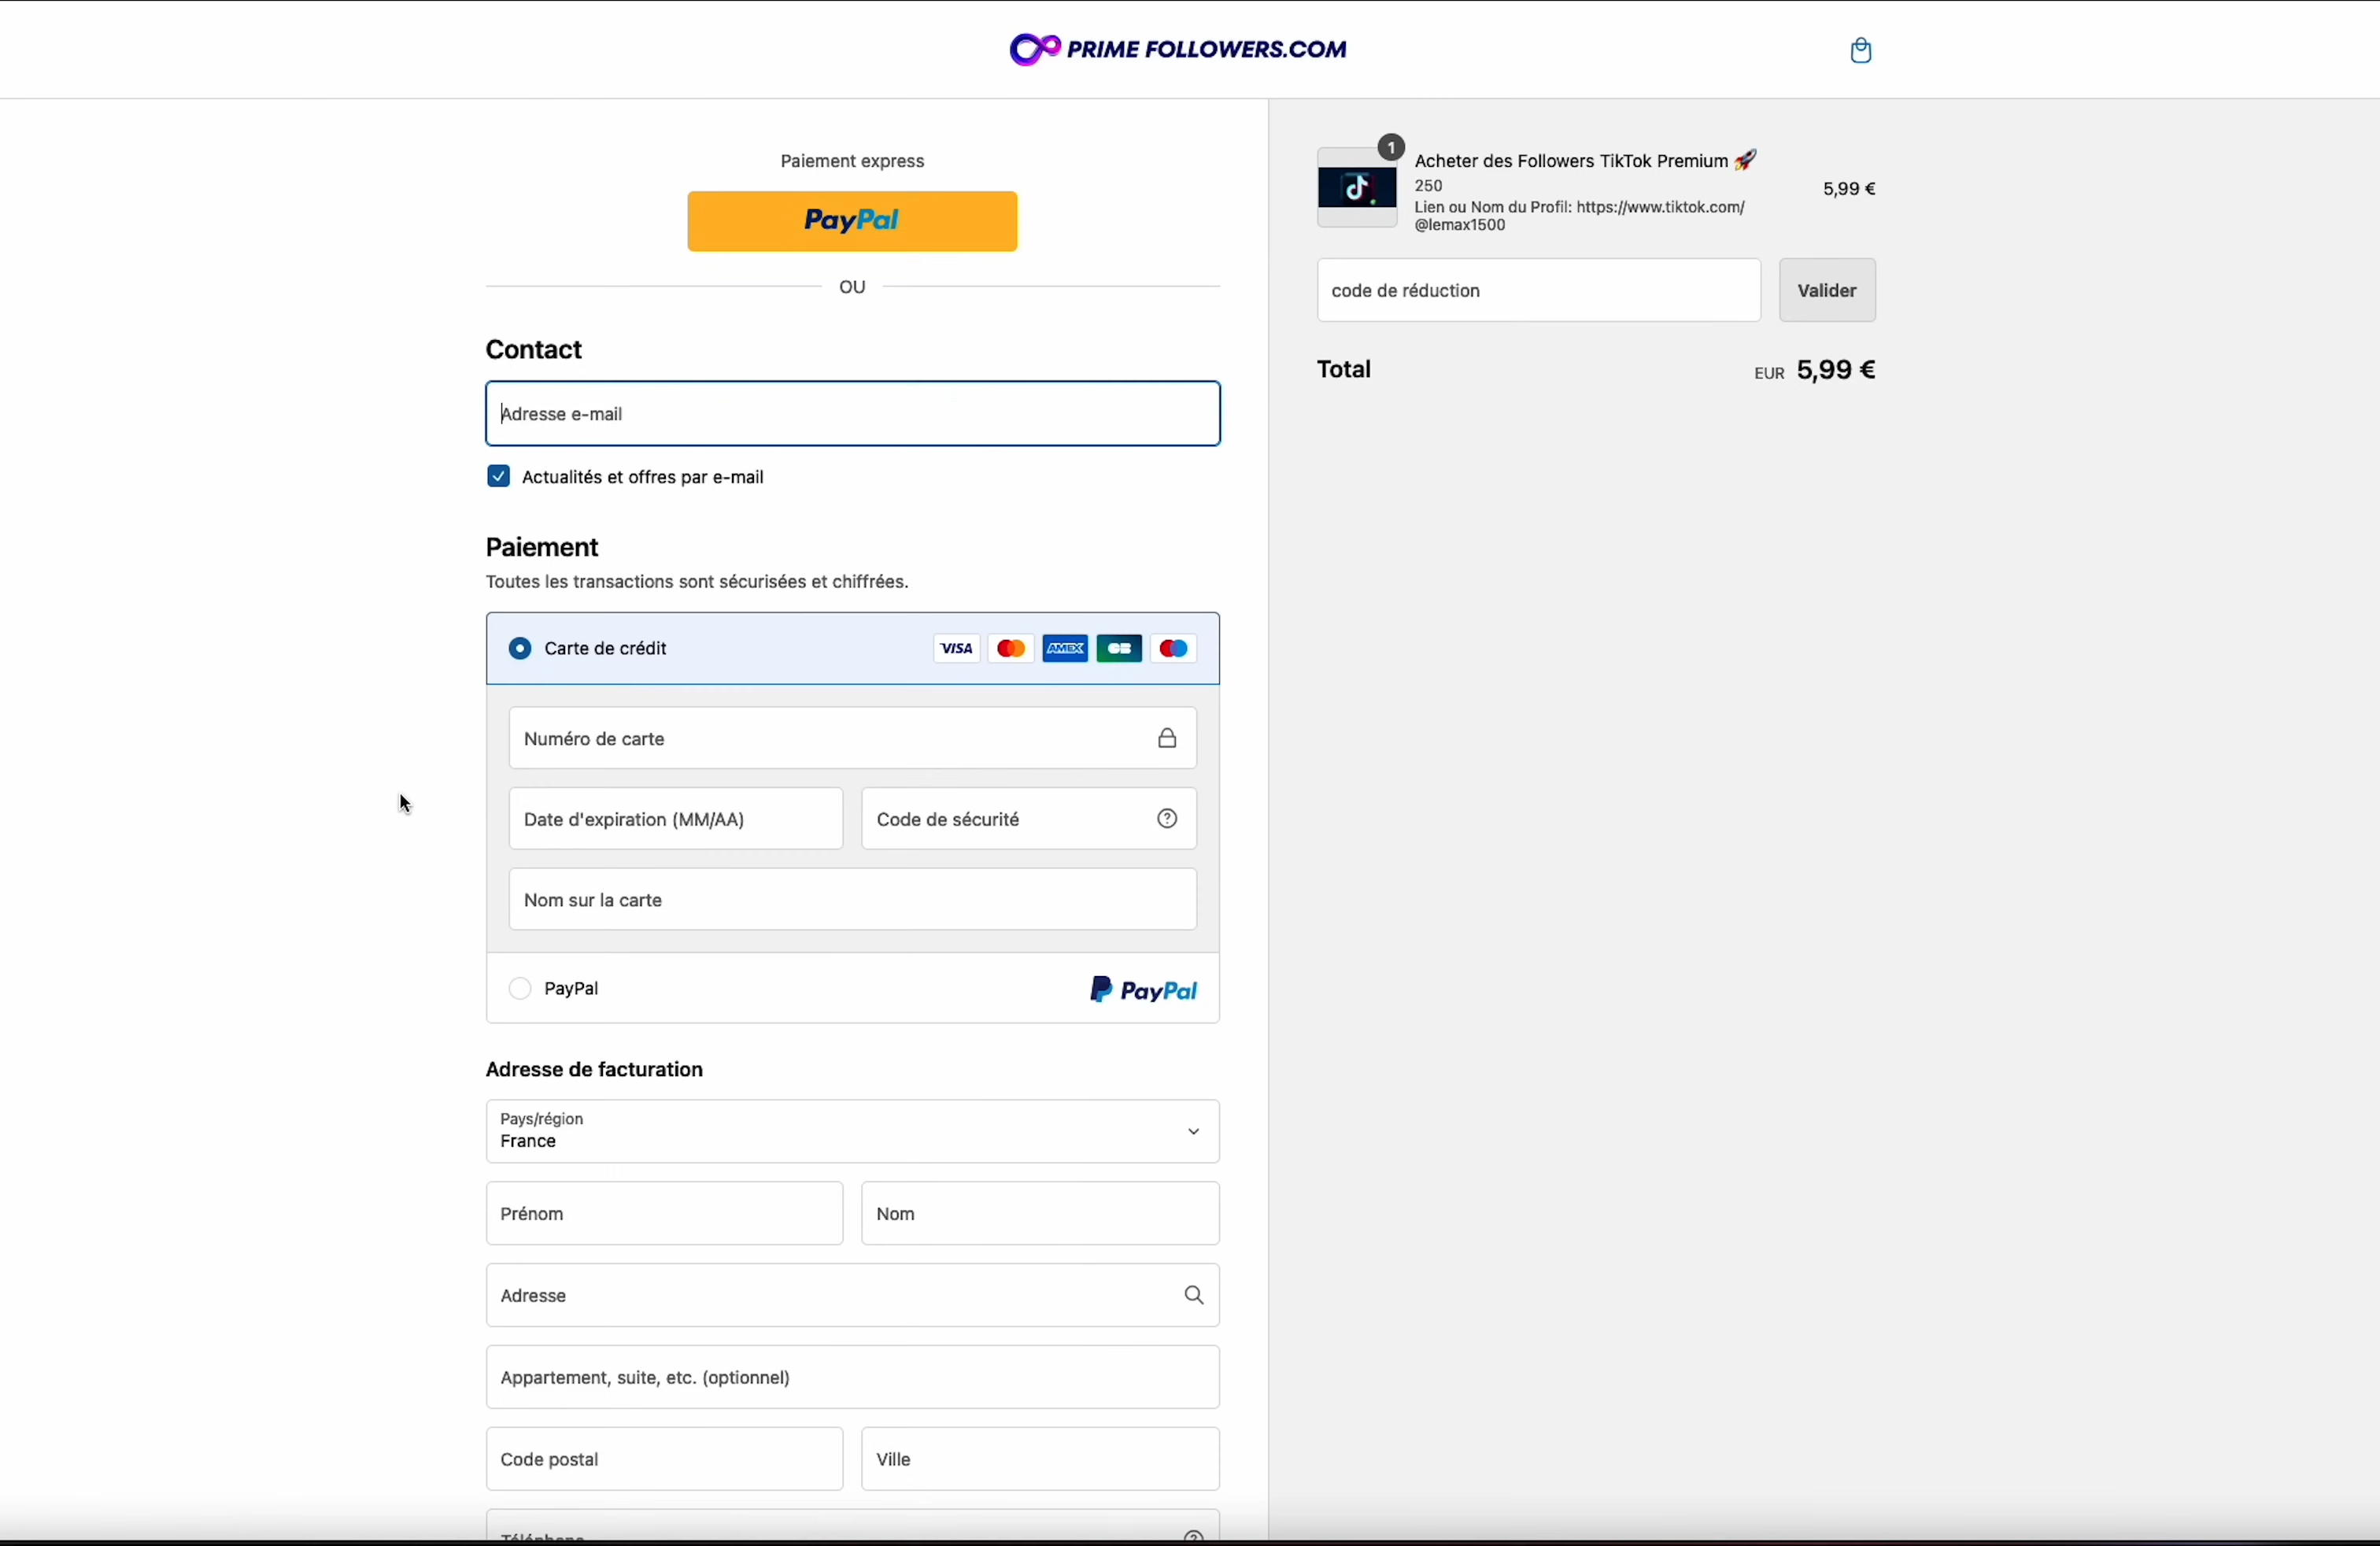 PRIME FOLLOWERS.COM
Paiement express
PayPal
OU
Contact
Adresse e-mail
Actualités et offres par e-mail
Paiement
Toutes les transactions sont sécurisées et chiffrées.
Carte de crédit
VISA
AMEX
CB
Numéro de carte
Date d'expiration (MM/AA)
Code de sécurité
Nom sur la carte
PayPal
PayPal
Adresse de facturation
Pays/région
France
Prénom
Nom
Adresse
Appartement, suite, etc. (optionnel)
Code postal
Ville
Téléphone
1
Acheter des Followers TikTok Premium 🚀
250
5,99 €
Lien ou Nom du Profil: https://www.tiktok.com/
@lemax1500
code de réduction
Valider
Total
EUR 5,99 €